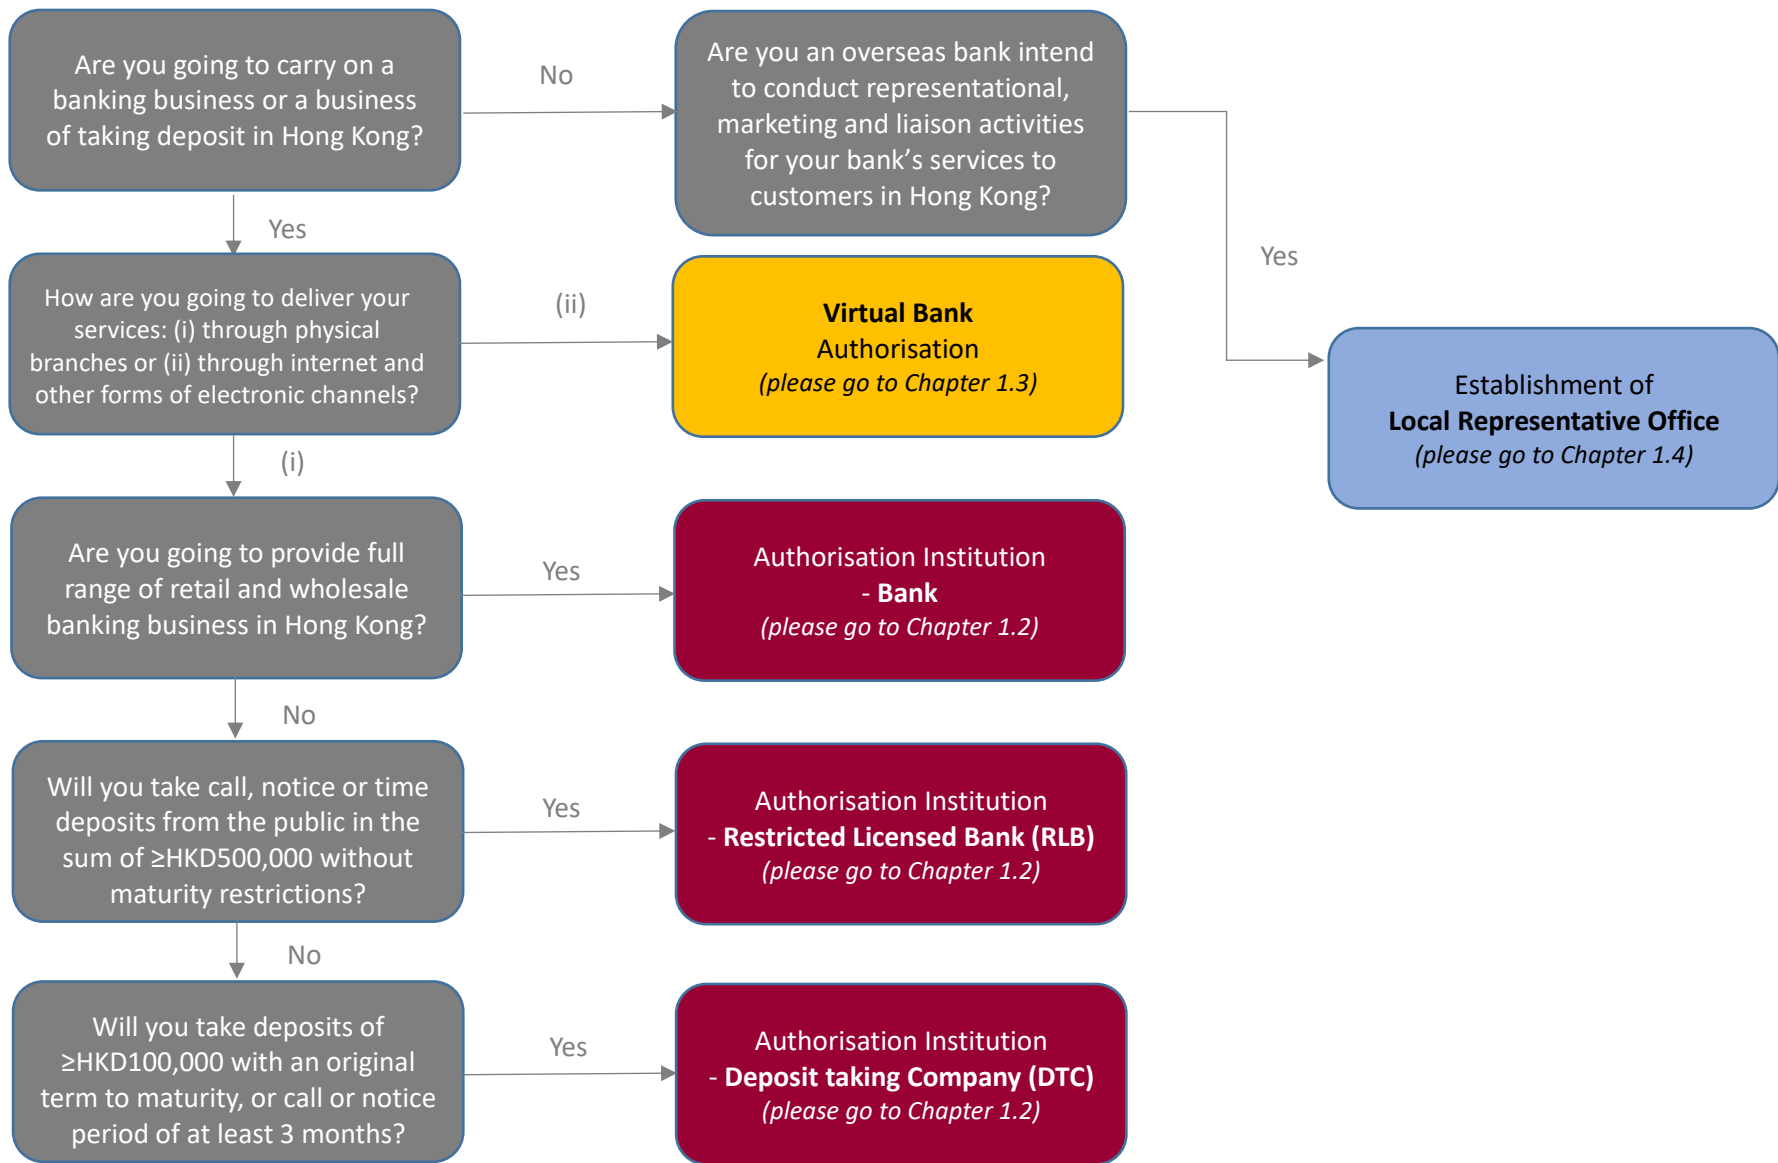 Are you going to carry on a
banking business or a business
of taking deposit in Hong Kong?
No
Are you an overseas bank intend
to conduct representational,
marketing and liaison activities
for your bank's services to
customers in Hong Kong?
Yes
Yes
How are you going to deliver your
services: (i) through physical
branches or (ii) through internet and
other forms of electronic channels?
(ii)
Virtual Bank
Authorisation
(please go to Chapter 1.3)
Establishment of
Local Representative Office
(please go to Chapter 1.4)
(i)
Are you going to provide full
range of retail and wholesale
banking business in Hong Kong?
Yes
Authorisation Institution
- Bank
(please go to Chapter 1.2)
No
Will you take call, notice or time
deposits from the public in the
sum of ≥HKD500,000 without
maturity restrictions?
Yes
Authorisation Institution
- Restricted Licensed Bank (RLB)
(please go to Chapter 1.2)
No
Will you take deposits of
≥HKD100,000 with an original
term to maturity, or call or notice
period of at least 3 months?
Yes
Authorisation Institution
- Deposit taking Company (DTC)
(please go to Chapter 1.2)